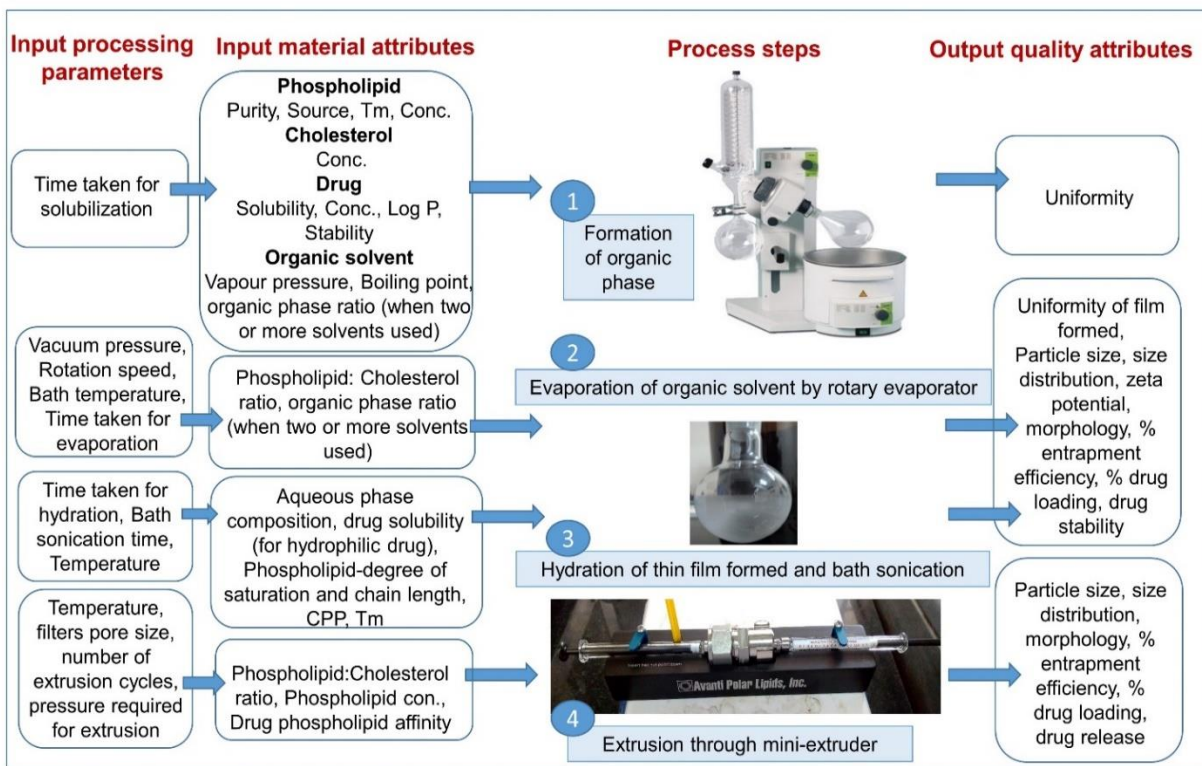 Input processing
parameters
Input material attributes
Process steps
Output quality attributes
Time taken for
solubilization
Phospholipid
Purity, Source, Tm, Conc.
Cholesterol
Conc.
Drug
Solubility, Conc., Log P,
Stability
Organic solvent
Vapour pressure, Boiling point,
organic phase ratio (when two
or more solvents used)
1
Formation
of organic
phase
Uniformity
Vacuum pressure,
Rotation speed,
Bath temperature,
Time taken for
evaporation
Phospholipid: Cholesterol
ratio, organic phase ratio
(when two or more solvents
used)
2
Evaporation of organic solvent by rotary evaporator
Uniformity of film
formed,
Particle size, size
distribution, zeta
potential,
morphology, %
entrapment
efficiency, % drug
loading, drug
stability
Time taken for
hydration, Bath
sonication time,
Temperature
Aqueous phase
composition, drug solubility
(for hydrophilic drug),
Phospholipid-degree of
saturation and chain length,
CPP, Tm
3
Hydration of thin film formed and bath sonication
Temperature,
filters pore size,
number of
extrusion cycles,
pressure required
for extrusion
Phospholipid:Cholesterol
ratio, Phospholipid con.,
Drug phospholipid affinity
Avanti Polar Lipids, Inc.
4
Extrusion through mini-extruder
Particle size, size
distribution,
morphology, %
entrapment
efficiency, %
drug loading,
drug release